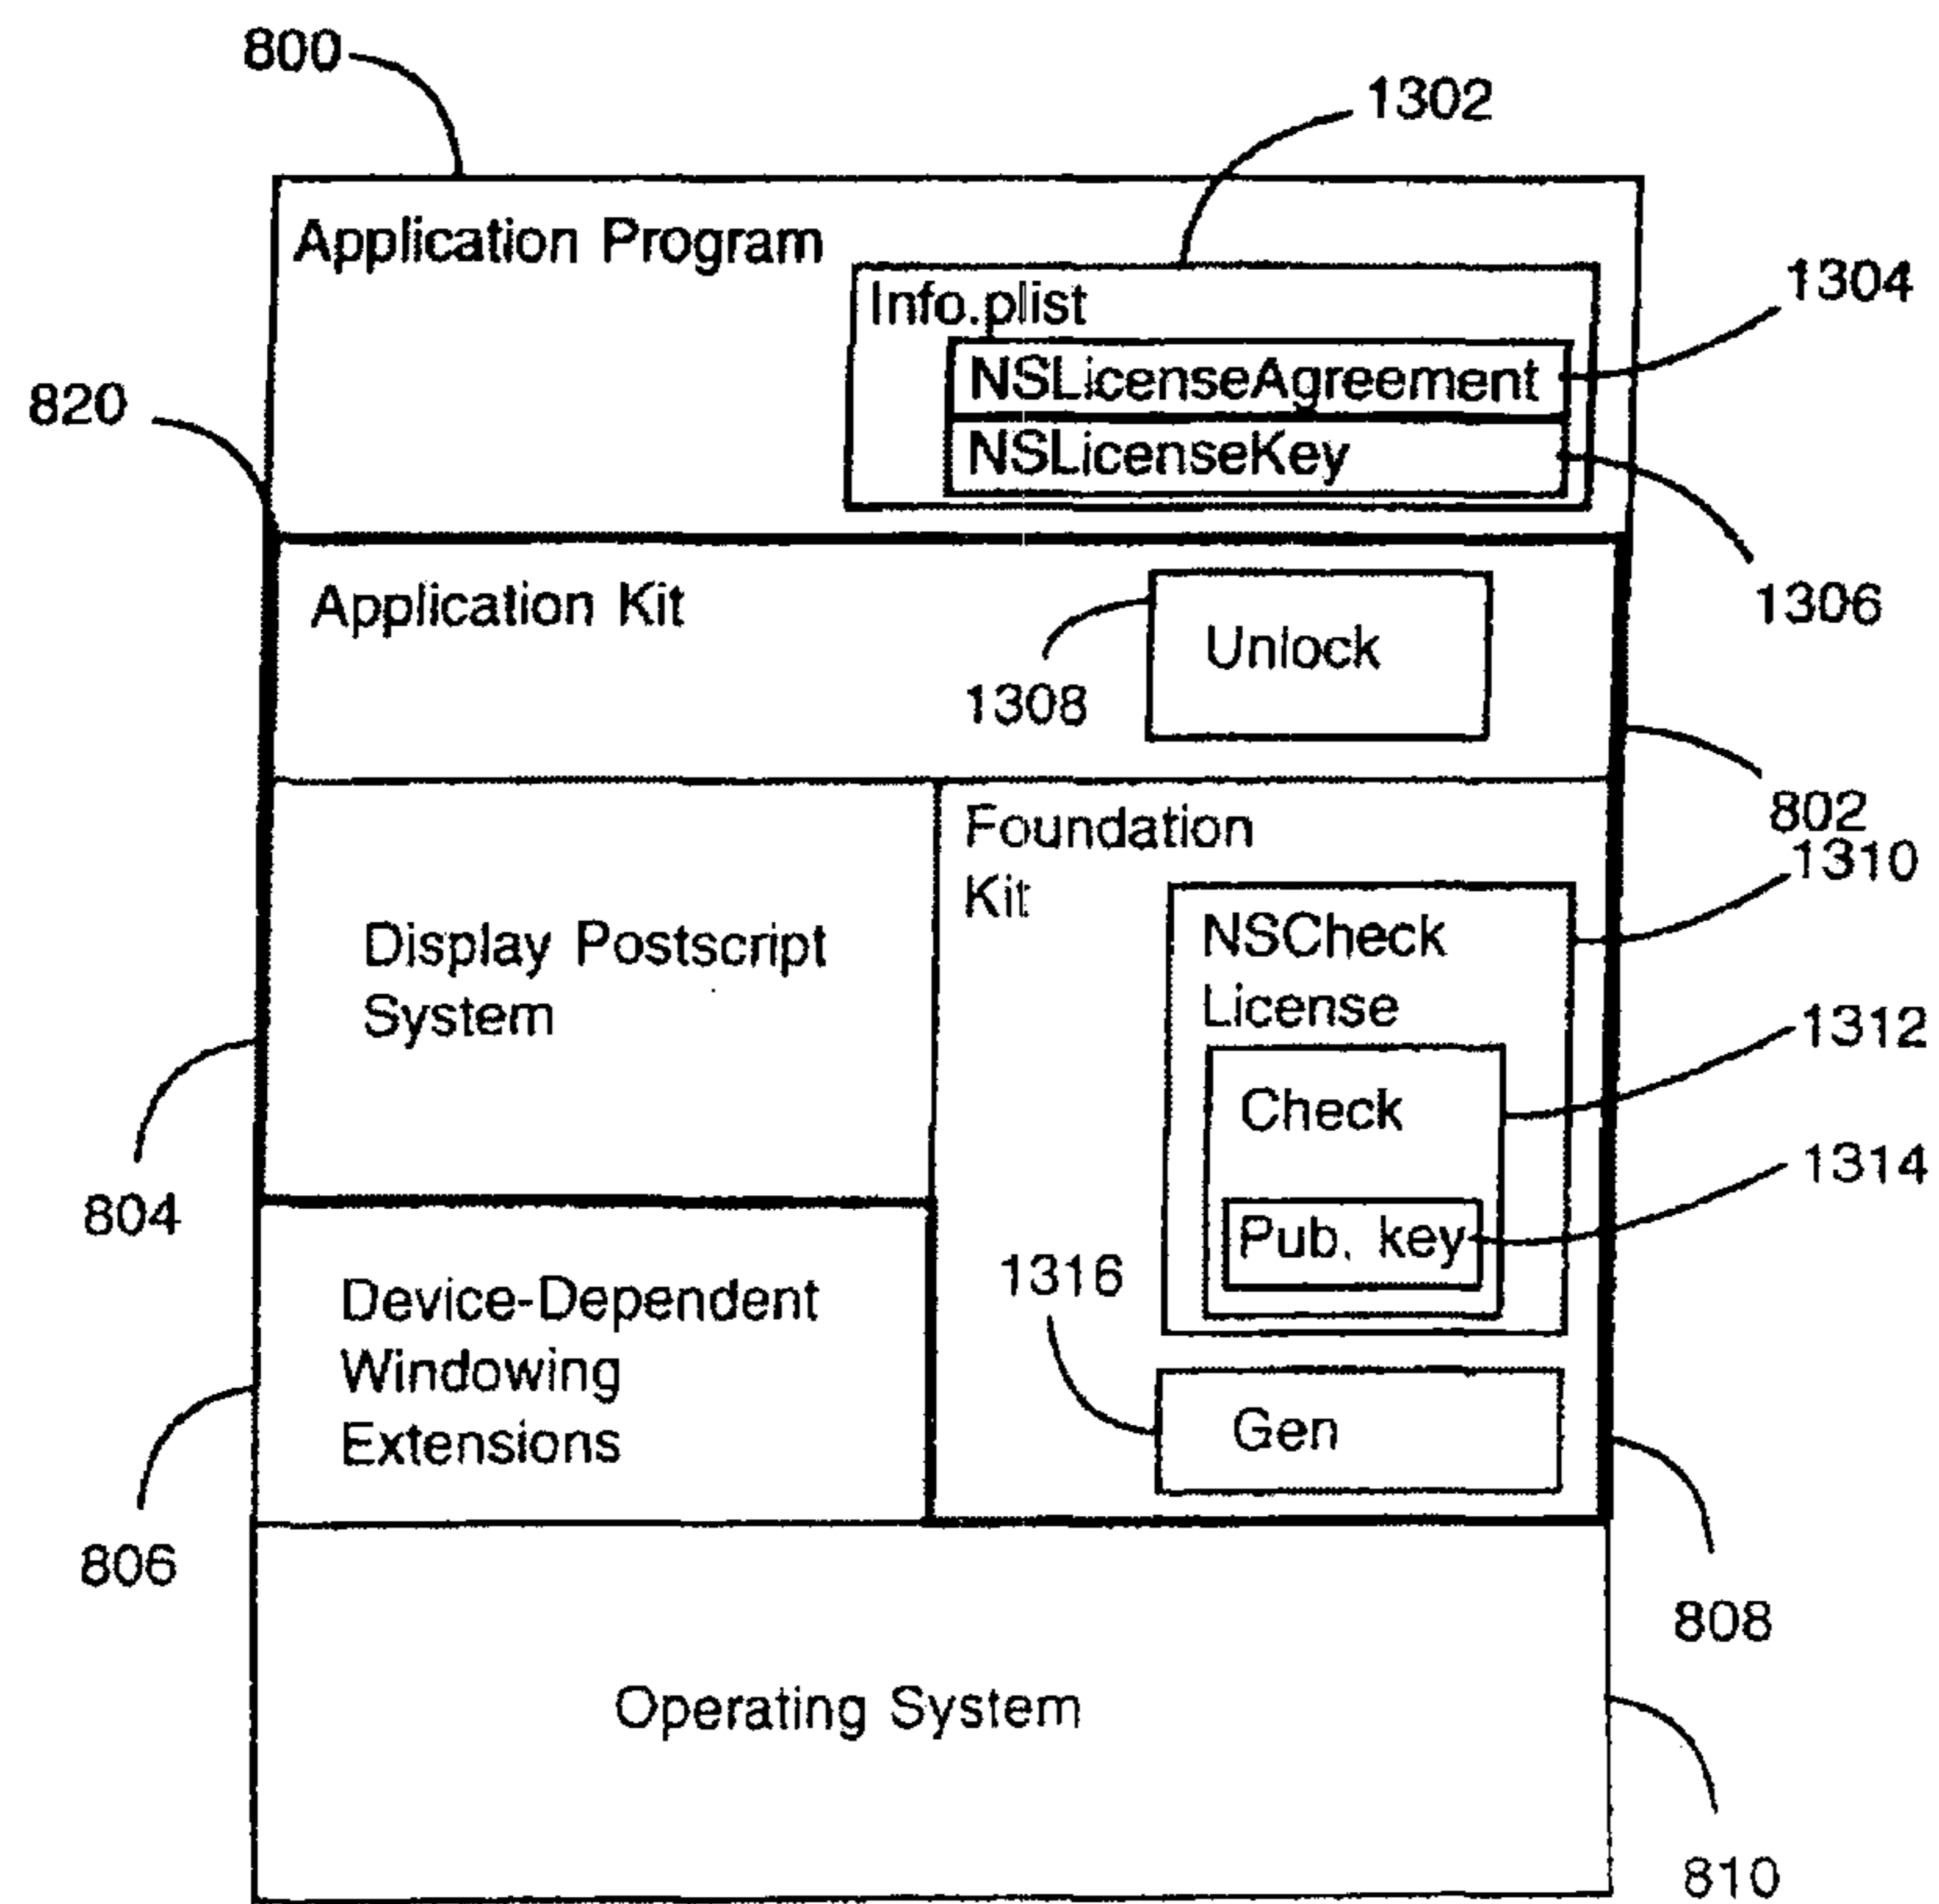 800
1302
Application Program
Info.plist
1304
NSLicenseAgreement
820
NSLicenseKey
1306
Application Kit
Unlock
1308
802
Foundation
Kit
1310
NSCheck
License
Display Postscript
System
1312
Check
1314
804
Pub. key
1316
Device-Dependent
Windowing
Extensions
Gen
806
808
Operating System
810